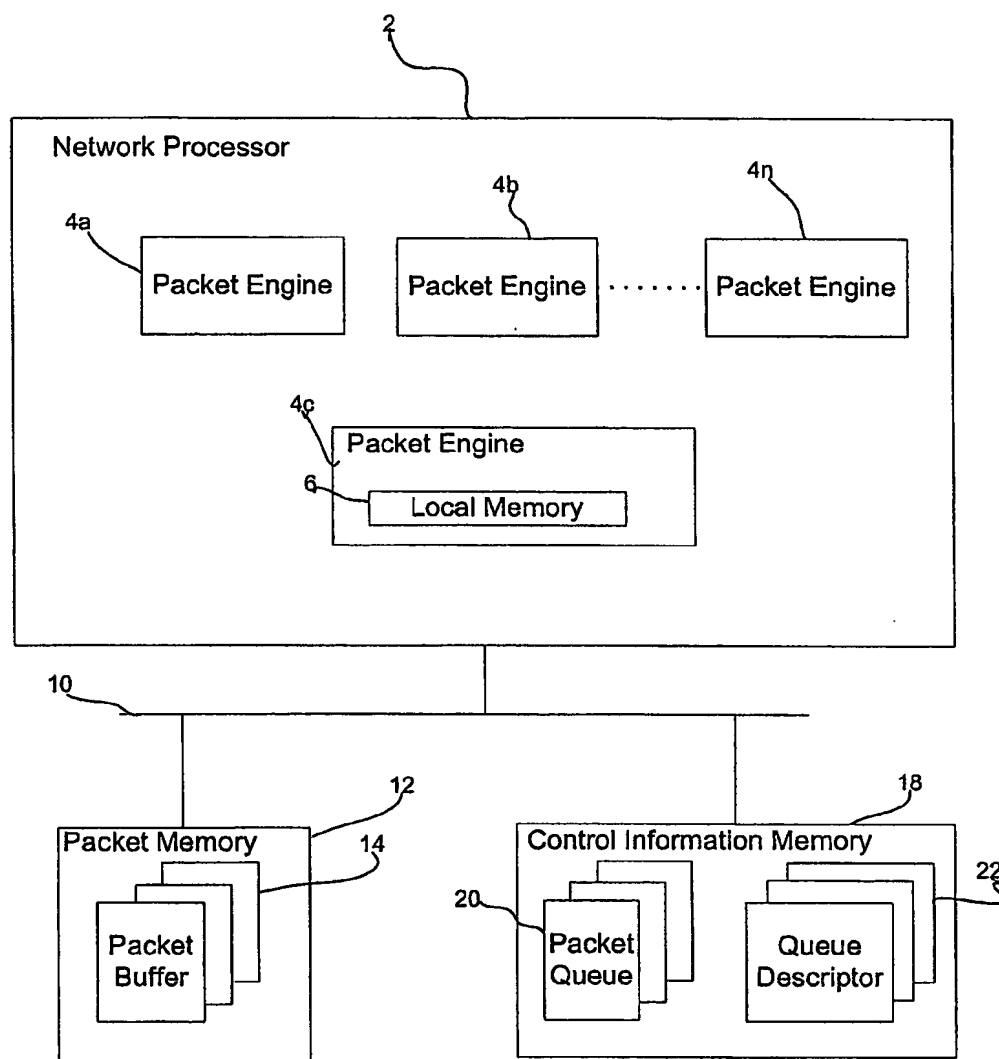 2
Network Processor
4a
4b
4n
Packet Engine
Packet Engine
Packet Engine
4c
Packet Engine
6
Local Memory
10
12
18
Packet Memory
14
Control Information Memory
22
20
Packet
Buffer
Packet
Queue
Queue
Descriptor